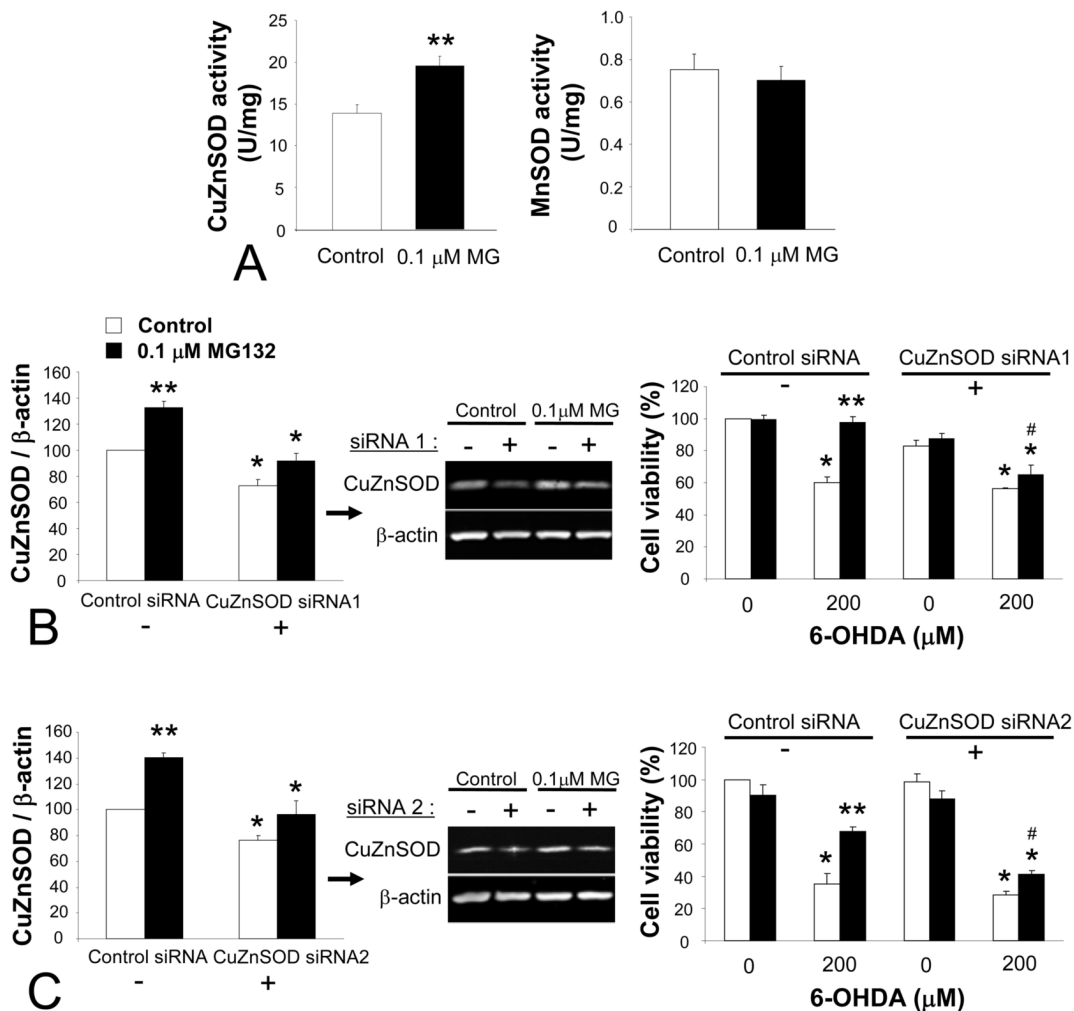 CuZnSOD activity
(U/mg)
25
20
15
10
5
0
**
Control
0.1 μM MG
MnSOD activity
(U/mg)
1.0
0.8
0.6
0.4
0.2
0
Control
0.1 μM MG
A
Control
0.1 μM MG132
CuZnSOD / β-actin
160
140
120
100
80
60
40
20
0
**
*
*
Control siRNA
CuZnSOD siRNA1
-
+
Control
0.1μM MG
siRNA 1 :
-
+
-
+
CuZnSOD
β-actin
Control siRNA
CuZnSOD siRNA1
-
+
Cell viability (%)
120
100
80
60
40
20
0
*
**
*
#
*
0
200
0
200
6-OHDA (μM)
B
CuZnSOD / β-actin
160
140
120
100
80
60
40
20
0
**
*
*
Control siRNA
CuZnSOD siRNA2
-
+
Control
0.1μM MG
siRNA 2 :
-
+
-
+
CuZnSOD
β-actin
Control siRNA
CuZnSOD siRNA2
-
+
Cell viability (%)
120
100
80
60
40
20
0
*
**
*
#
*
0
200
0
200
6-OHDA (μM)
C